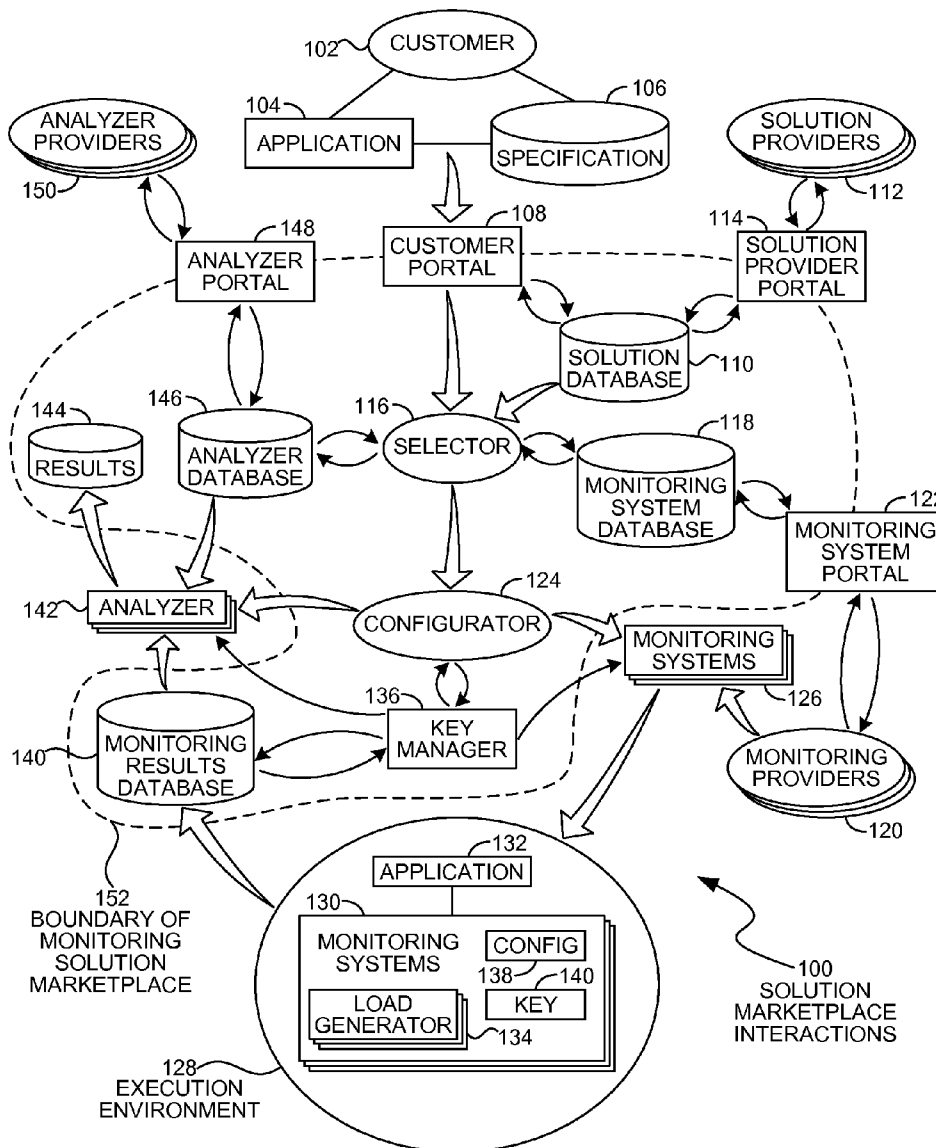 CUSTOMER
102
106
104
APPLICATION
SPECIFICATION
ANALYZER
PROVIDERS
150
SOLUTION
PROVIDERS
112
108
CUSTOMER
PORTAL
148
ANALYZER
PORTAL
114
SOLUTION
PROVIDER
PORTAL
SOLUTION
DATABASE
110
144
RESULTS
146
ANALYZER
DATABASE
116
SELECTOR
118
MONITORING
SYSTEM
DATABASE
122
MONITORING
SYSTEM
PORTAL
124
CONFIGURATOR
142
ANALYZER
MONITORING
SYSTEMS
126
136
KEY
MANAGER
140
MONITORING
RESULTS
DATABASE
MONITORING
PROVIDERS
120
132
APPLICATION
130
MONITORING
SYSTEMS
CONFIG
138
140
KEY
LOAD
GENERATOR
134
152
BOUNDARY OF
MONITORING
SOLUTION
MARKETPLACE
100
SOLUTION
MARKETPLACE
INTERACTIONS
128
EXECUTION
ENVIRONMENT